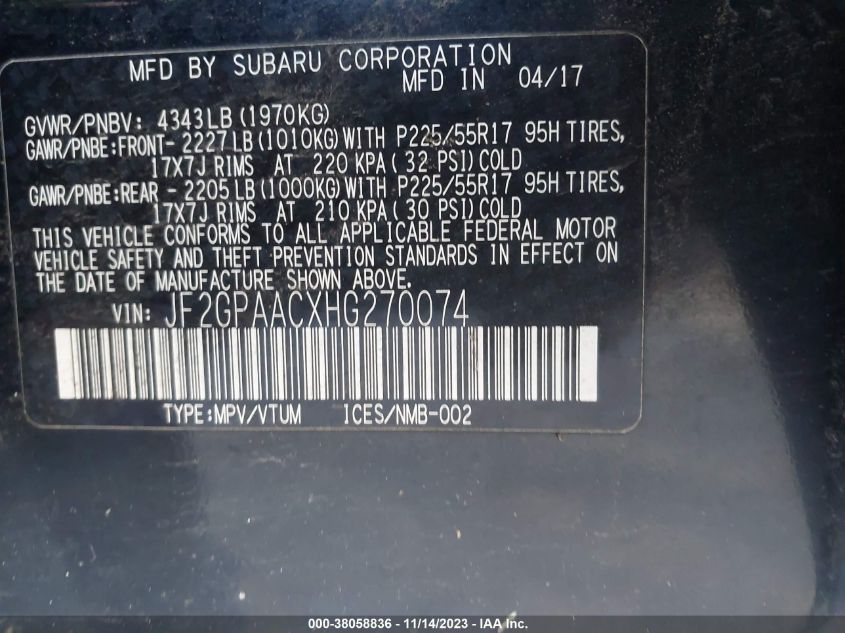 MFD BY SUBARU CORPORATION
MFD IN 04/17
GVWR/PNBV: 4343LB(1970KG)
GAWR/PNBE:FRONT- 2227LB(1010KG)WITH P225/55R17 95H TIRES,
17X7J RIMS AT 220 KPA( 32 PSI)COLD
GAWR/PNBE:REAR - 2205LB(1000KG)WITH P225/55R17 95H TIRES,
17X7J RIMS AT 210 KPA( 30 PSI)COLD
THIS VEHICLE CONFORMS TO ALL APPLICABLE FEDERAL MOTOR
VEHICLE SAFETY AND THEFT PREVENTION STANDARDS IN EFFECT ON
THE DATE OF MANUFACTURE SHOWN ABOVE.
VIN: JF2GPAACXHG270074
TYPE:MPV/VTUM ICES/NMB-002
000-38058836 - 11/14/2023 - IAA Inc.